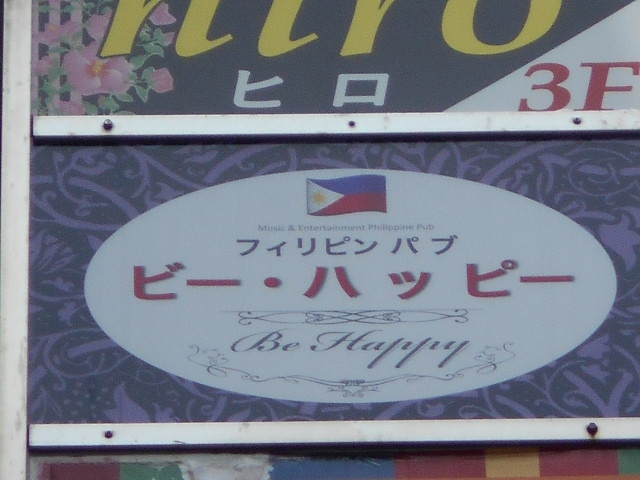 hiro
ヒロ
3F
Music & Entertainment Philippine Pub
フィリピン パブ
ビー・ハッピー
Be Happy